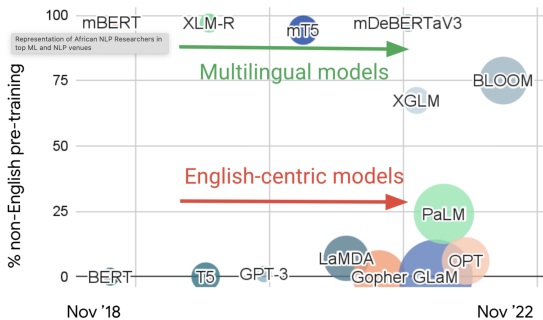 100
mBERT XLM-R mT5 mDeBERTaV3
Representation of African NLP Researchers in
top ML and NLP venues
Multilingual models
75
BLOOM
XGLM
% non-English pre-training
50
English-centric models
25
PaLM
LaMDA
OPT
0
BERT T5 GPT-3 Gopher GLaM
Nov '18 Nov '22